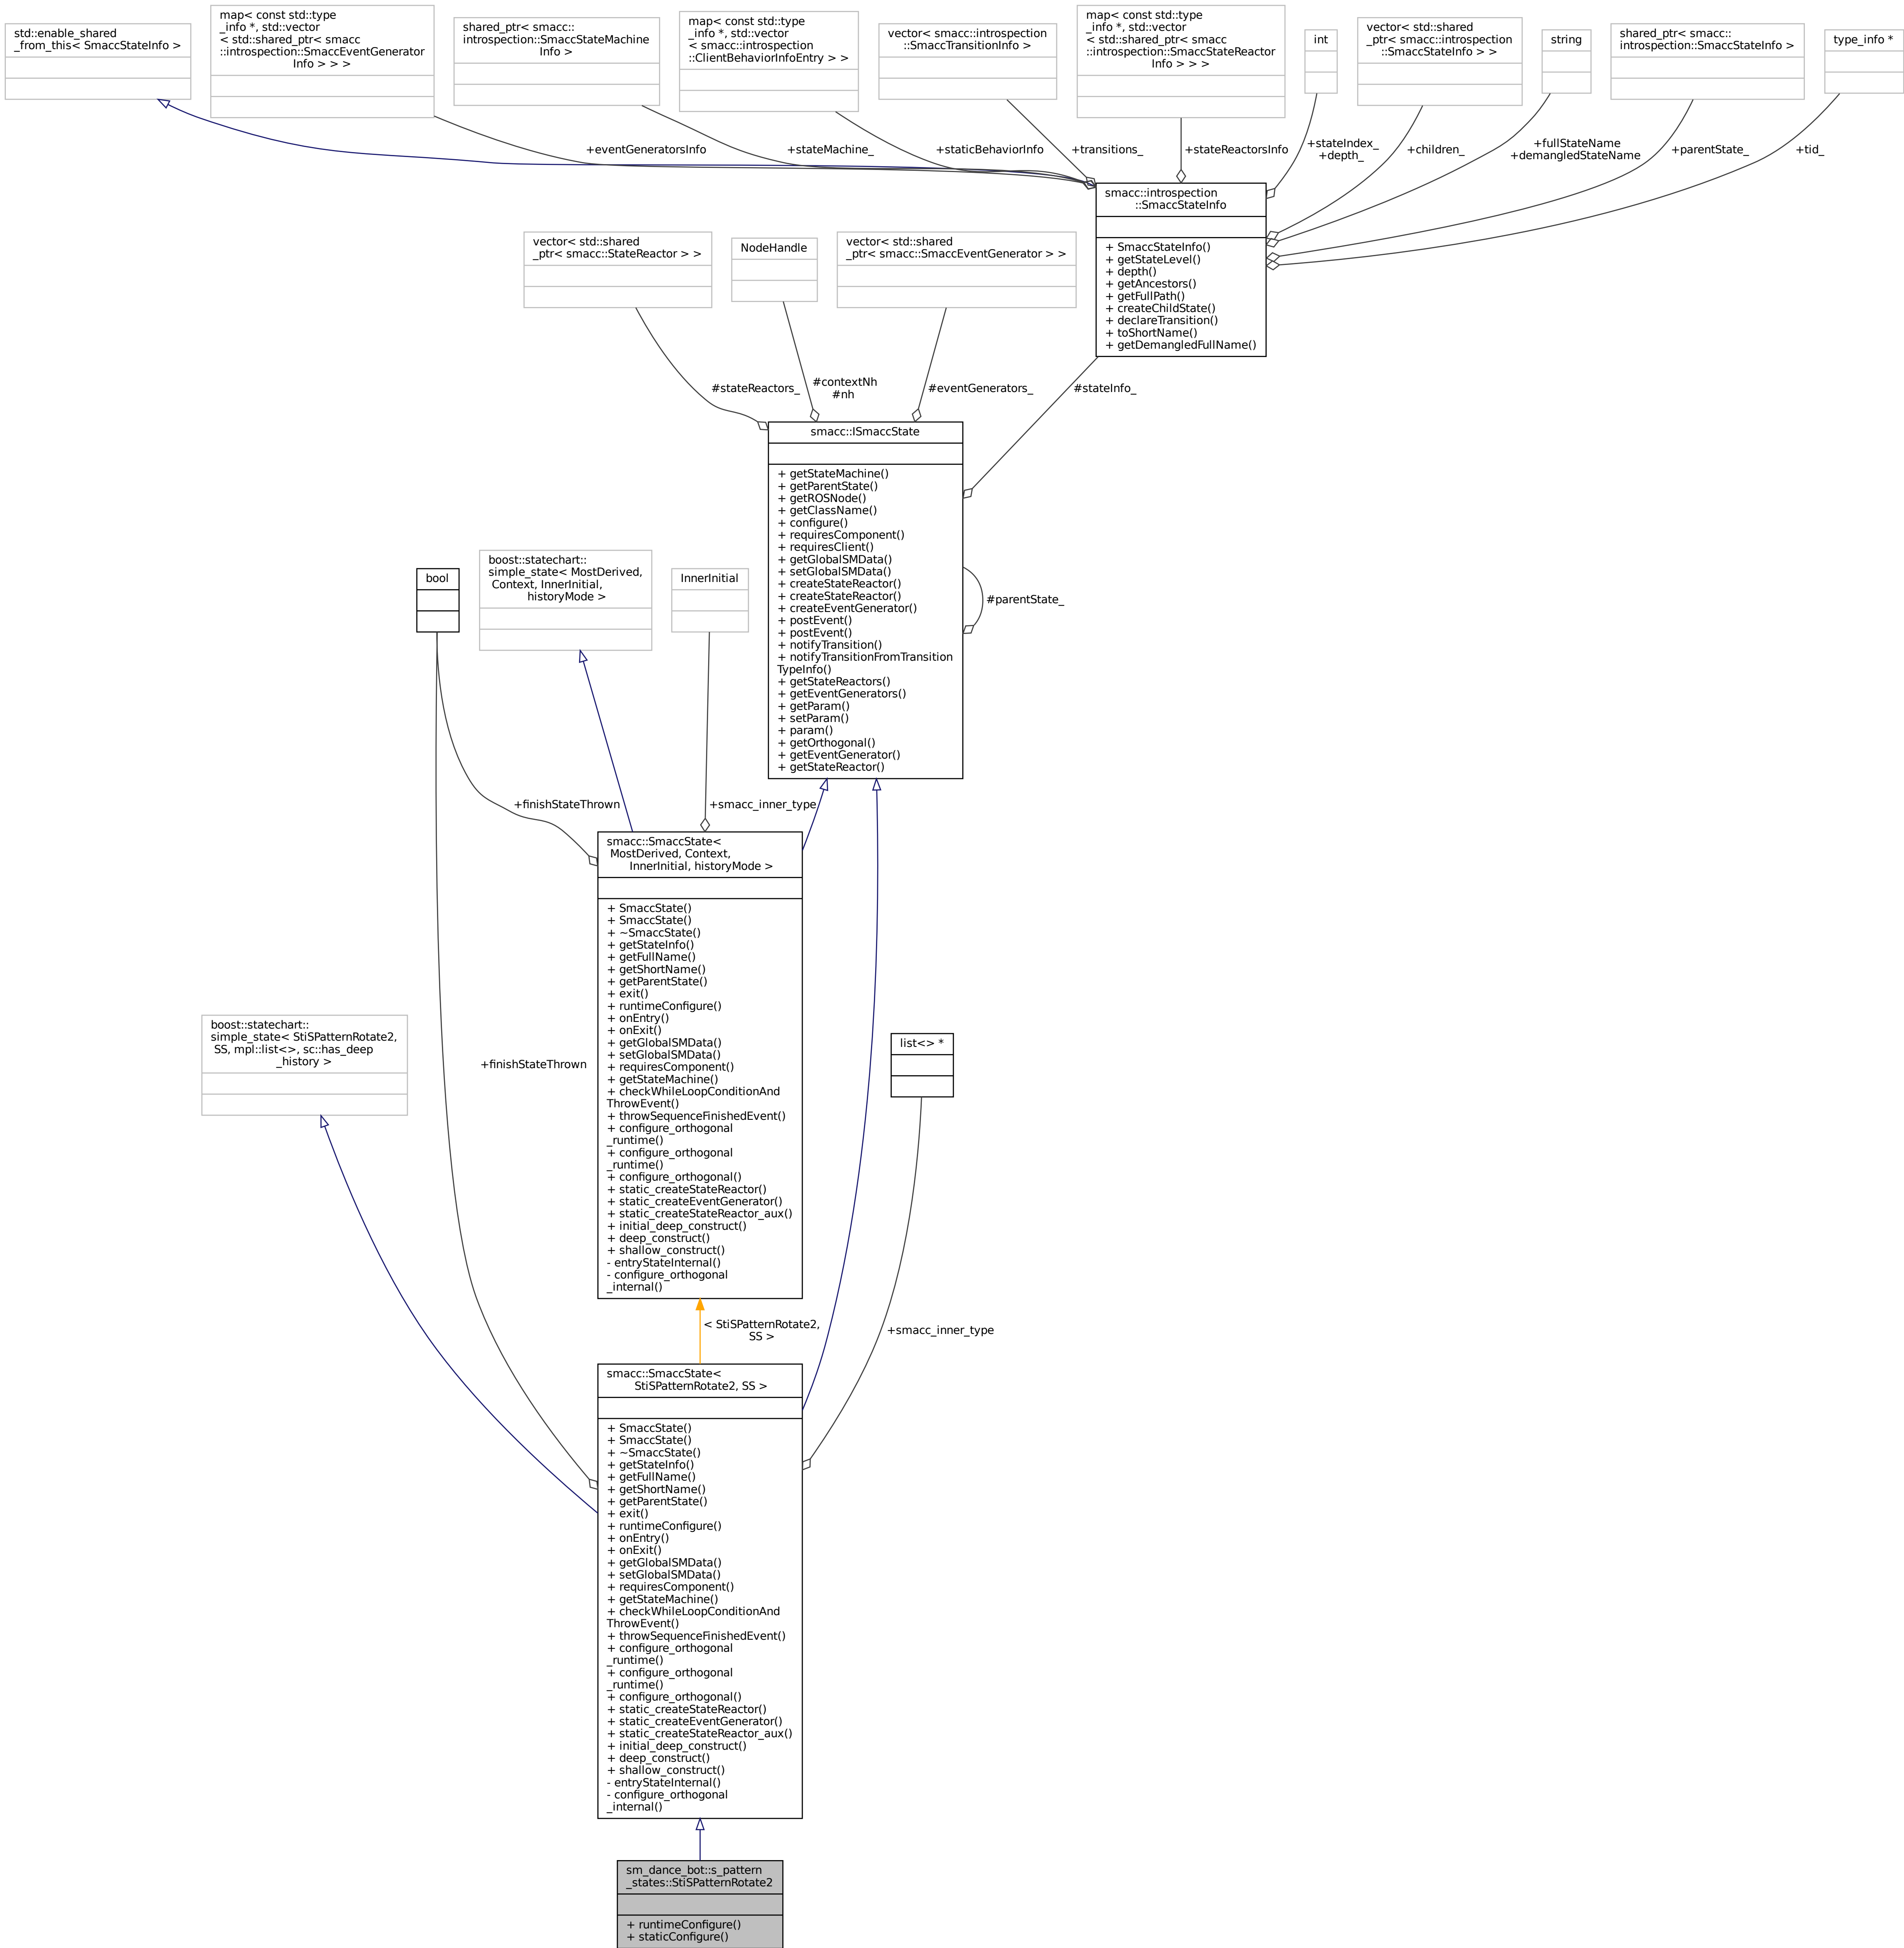 std::enable_shared
_from_this< SmaccStateInfo >
map< const std::type
_info *, std::vector
< std::shared_ptr< smacc
::introspection::SmaccEventGenerator
Info > > >
shared_ptr< smacc::
introspection::SmaccStateMachine
Info >
map< const std::type
_info *, std::vector
< smacc::introspection
::ClientBehaviorInfoEntry > >
vector< smacc::introspection
::SmaccTransitionInfo >
map< const std::type
_info *, std::vector
< std::shared_ptr< smacc
::introspection::SmaccStateReactor
Info > > >
int
vector< std::shared
_ptr< smacc::introspection
::SmaccStateInfo > >
string
shared_ptr< smacc::
introspection::SmaccStateInfo >
type_info *
+eventGeneratorsInfo
+stateMachine_
+staticBehaviorInfo
+transitions_
+stateReactorsInfo
+stateIndex_
+depth_
+children_
+fullStateName
+demangledStateName
+parentState_
+tid_
smacc::introspection
::SmaccStateInfo
+ SmaccStateInfo()
+ getStateLevel()
+ depth()
+ getAncestors()
+ getFullPath()
+ createChildState()
+ declareTransition()
+ toShortName()
+ getDemangledFullName()
vector< std::shared
_ptr< smacc::StateReactor > >
NodeHandle
vector< std::shared
_ptr< smacc::SmaccEventGenerator > >
#stateReactors_
#contextNh
#nh
#eventGenerators_
#stateInfo_
smacc::ISmaccState
+ getStateMachine()
+ getParentState()
+ getROSNode()
+ getClassName()
+ configure()
+ requiresComponent()
+ requiresClient()
+ getGlobalSMData()
+ setGlobalSMData()
+ createStateReactor()
+ createStateReactor()
+ createEventGenerator()
+ postEvent()
+ postEvent()
+ notifyTransition()
+ notifyTransitionFromTransition
TypeInfo()
+ getStateReactors()
+ getEventGenerators()
+ getParam()
+ setParam()
+ param()
+ getOrthogonal()
+ getEventGenerator()
+ getStateReactor()
#parentState_
bool
boost::statechart::
simple_state< MostDerived,
Context, InnerInitial,
historyMode >
InnerInitial
+finishStateThrown
+smacc_inner_type
smacc::SmaccState<
MostDerived, Context,
InnerInitial, historyMode >
+ SmaccState()
+ SmaccState()
+ ~SmaccState()
+ getStateInfo()
+ getFullName()
+ getShortName()
+ getParentState()
+ exit()
+ runtimeConfigure()
+ onEntry()
+ onExit()
+ getGlobalSMData()
+ setGlobalSMData()
+ requiresComponent()
+ getStateMachine()
+ checkWhileLoopConditionAnd
ThrowEvent()
+ throwSequenceFinishedEvent()
+ configure_orthogonal
_runtime()
+ configure_orthogonal
_runtime()
+ configure_orthogonal()
+ static_createStateReactor()
+ static_createEventGenerator()
+ static_createStateReactor_aux()
+ initial_deep_construct()
+ deep_construct()
+ shallow_construct()
- entryStateInternal()
- configure_orthogonal
_internal()
boost::statechart::
simple_state< StiSPatternRotate2,
SS, mpl::list<>, sc::has_deep
_history >
+finishStateThrown
list<> *
< StiSPatternRotate2,
SS >
+smacc_inner_type
smacc::SmaccState<
StiSPatternRotate2, SS >
+ SmaccState()
+ SmaccState()
+ ~SmaccState()
+ getStateInfo()
+ getFullName()
+ getShortName()
+ getParentState()
+ exit()
+ runtimeConfigure()
+ onEntry()
+ onExit()
+ getGlobalSMData()
+ setGlobalSMData()
+ requiresComponent()
+ getStateMachine()
+ checkWhileLoopConditionAnd
ThrowEvent()
+ throwSequenceFinishedEvent()
+ configure_orthogonal
_runtime()
+ configure_orthogonal
_runtime()
+ configure_orthogonal()
+ static_createStateReactor()
+ static_createEventGenerator()
+ static_createStateReactor_aux()
+ initial_deep_construct()
+ deep_construct()
+ shallow_construct()
- entryStateInternal()
- configure_orthogonal
_internal()
sm_dance_bot::s_pattern
_states::StiSPatternRotate2
+ runtimeConfigure()
+ staticConfigure()